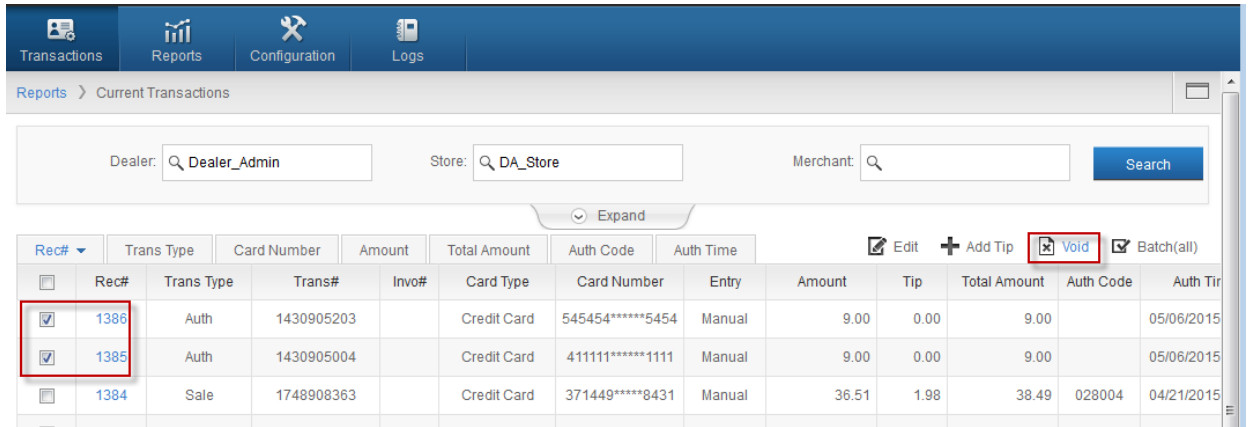 Transactions Reports Configuration Logs
Reports > Current Transactions
Dealer: Dealer_Admin Store: DA_Store Merchant: Search
Expand
Rec# Trans Type Card Number Amount Total Amount Auth Code Auth Time Edit Add Tip Void Batch(all)
Rec# Trans Type Trans# Invo# Card Type Card Number Entry Amount Tip Total Amount Auth Code Auth Tir
1386 Auth 1430905203 Credit Card 545454******5454 Manual 9.00 0.00 9.00 05/06/2015
1385 Auth 1430905004 Credit Card 411111******1111 Manual 9.00 0.00 9.00 05/06/2015
1384 Sale 1748908363 Credit Card 371449*****8431 Manual 36.51 1.98 38.49 028004 04/21/2015